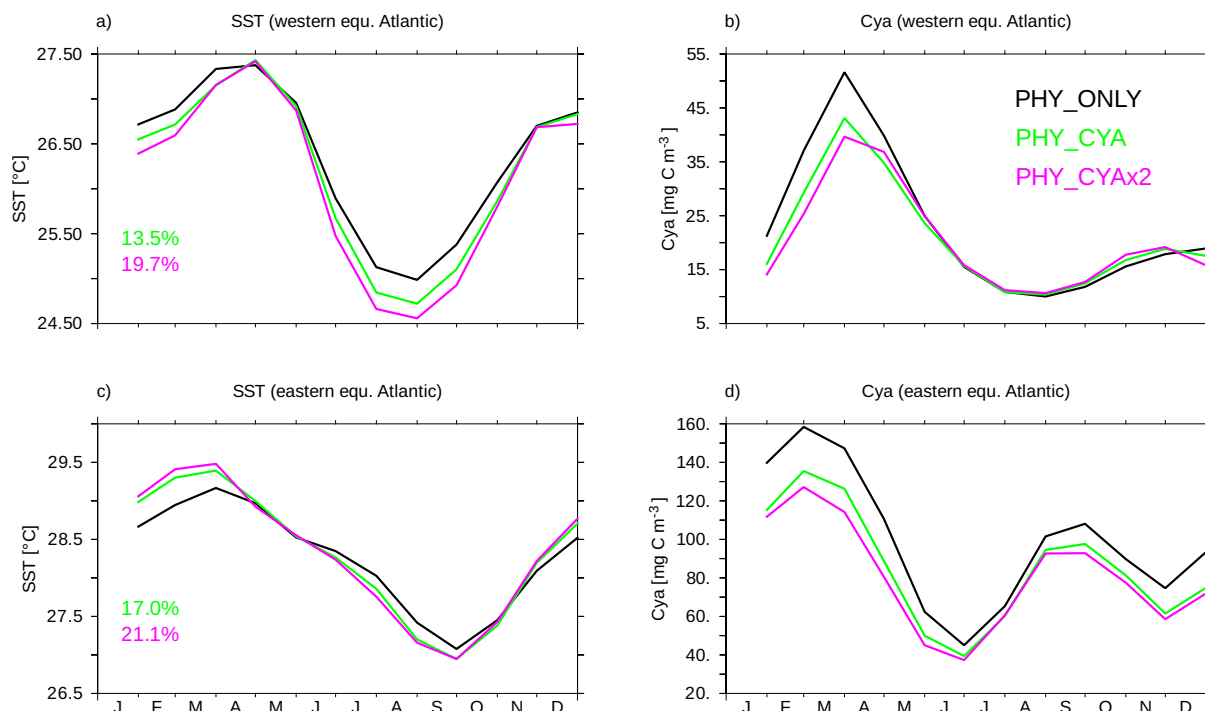 a) SST (western equ. Atlantic)
27.50
26.50
25.50
24.50
SST [°C]
13.5%
19.7%
b) Cya (western equ. Atlantic)
55.
45.
35.
25.
15.
5.
Cya [mg C m-3 ]
PHY_ONLY
PHY_CYA
PHY_CYAx2
c) SST (eastern equ. Atlantic)
29.5
28.5
27.5
26.5
SST [°C]
17.0%
21.1%
J F M A M J J A S O N D
d) Cya (eastern equ. Atlantic)
160.
140.
120.
100.
80.
60.
40.
20.
Cya [mg C m-3 ]
J F M A M J J A S O N D